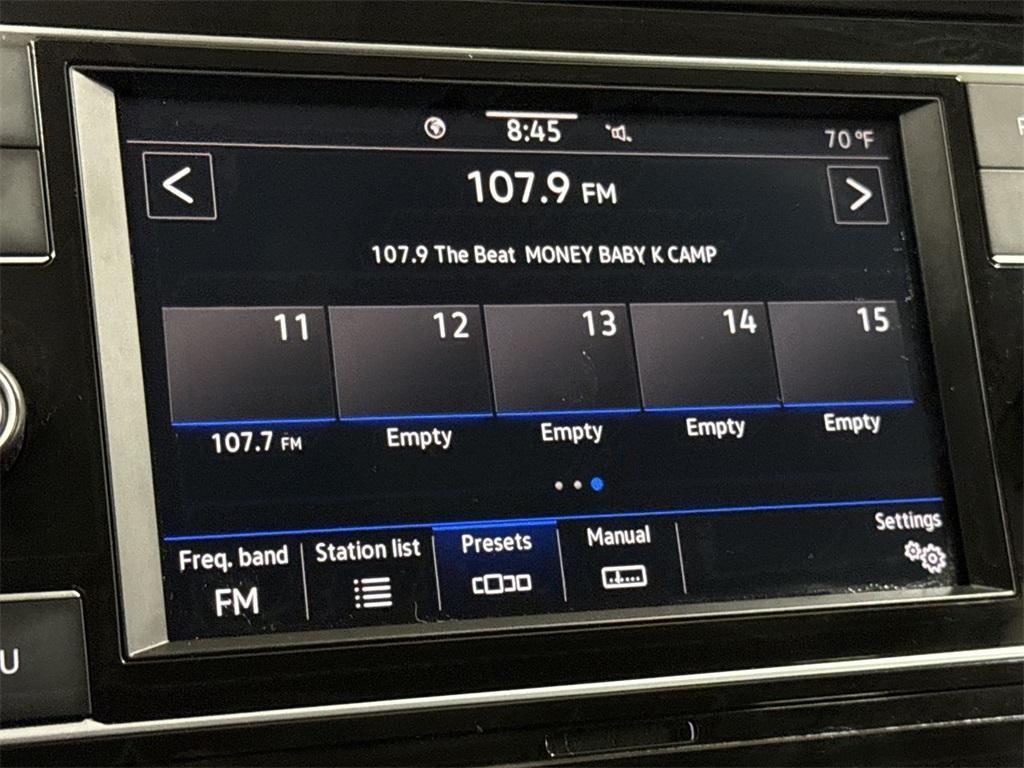 8:45
70 °F
<
107.9 FM
>
107.9 The Beat MONEY BABY K CAMP
11 12 13 14 15
107.7 FM Empty Empty Empty Empty
Freq. band Station list Presets Manual Settings
FM
U